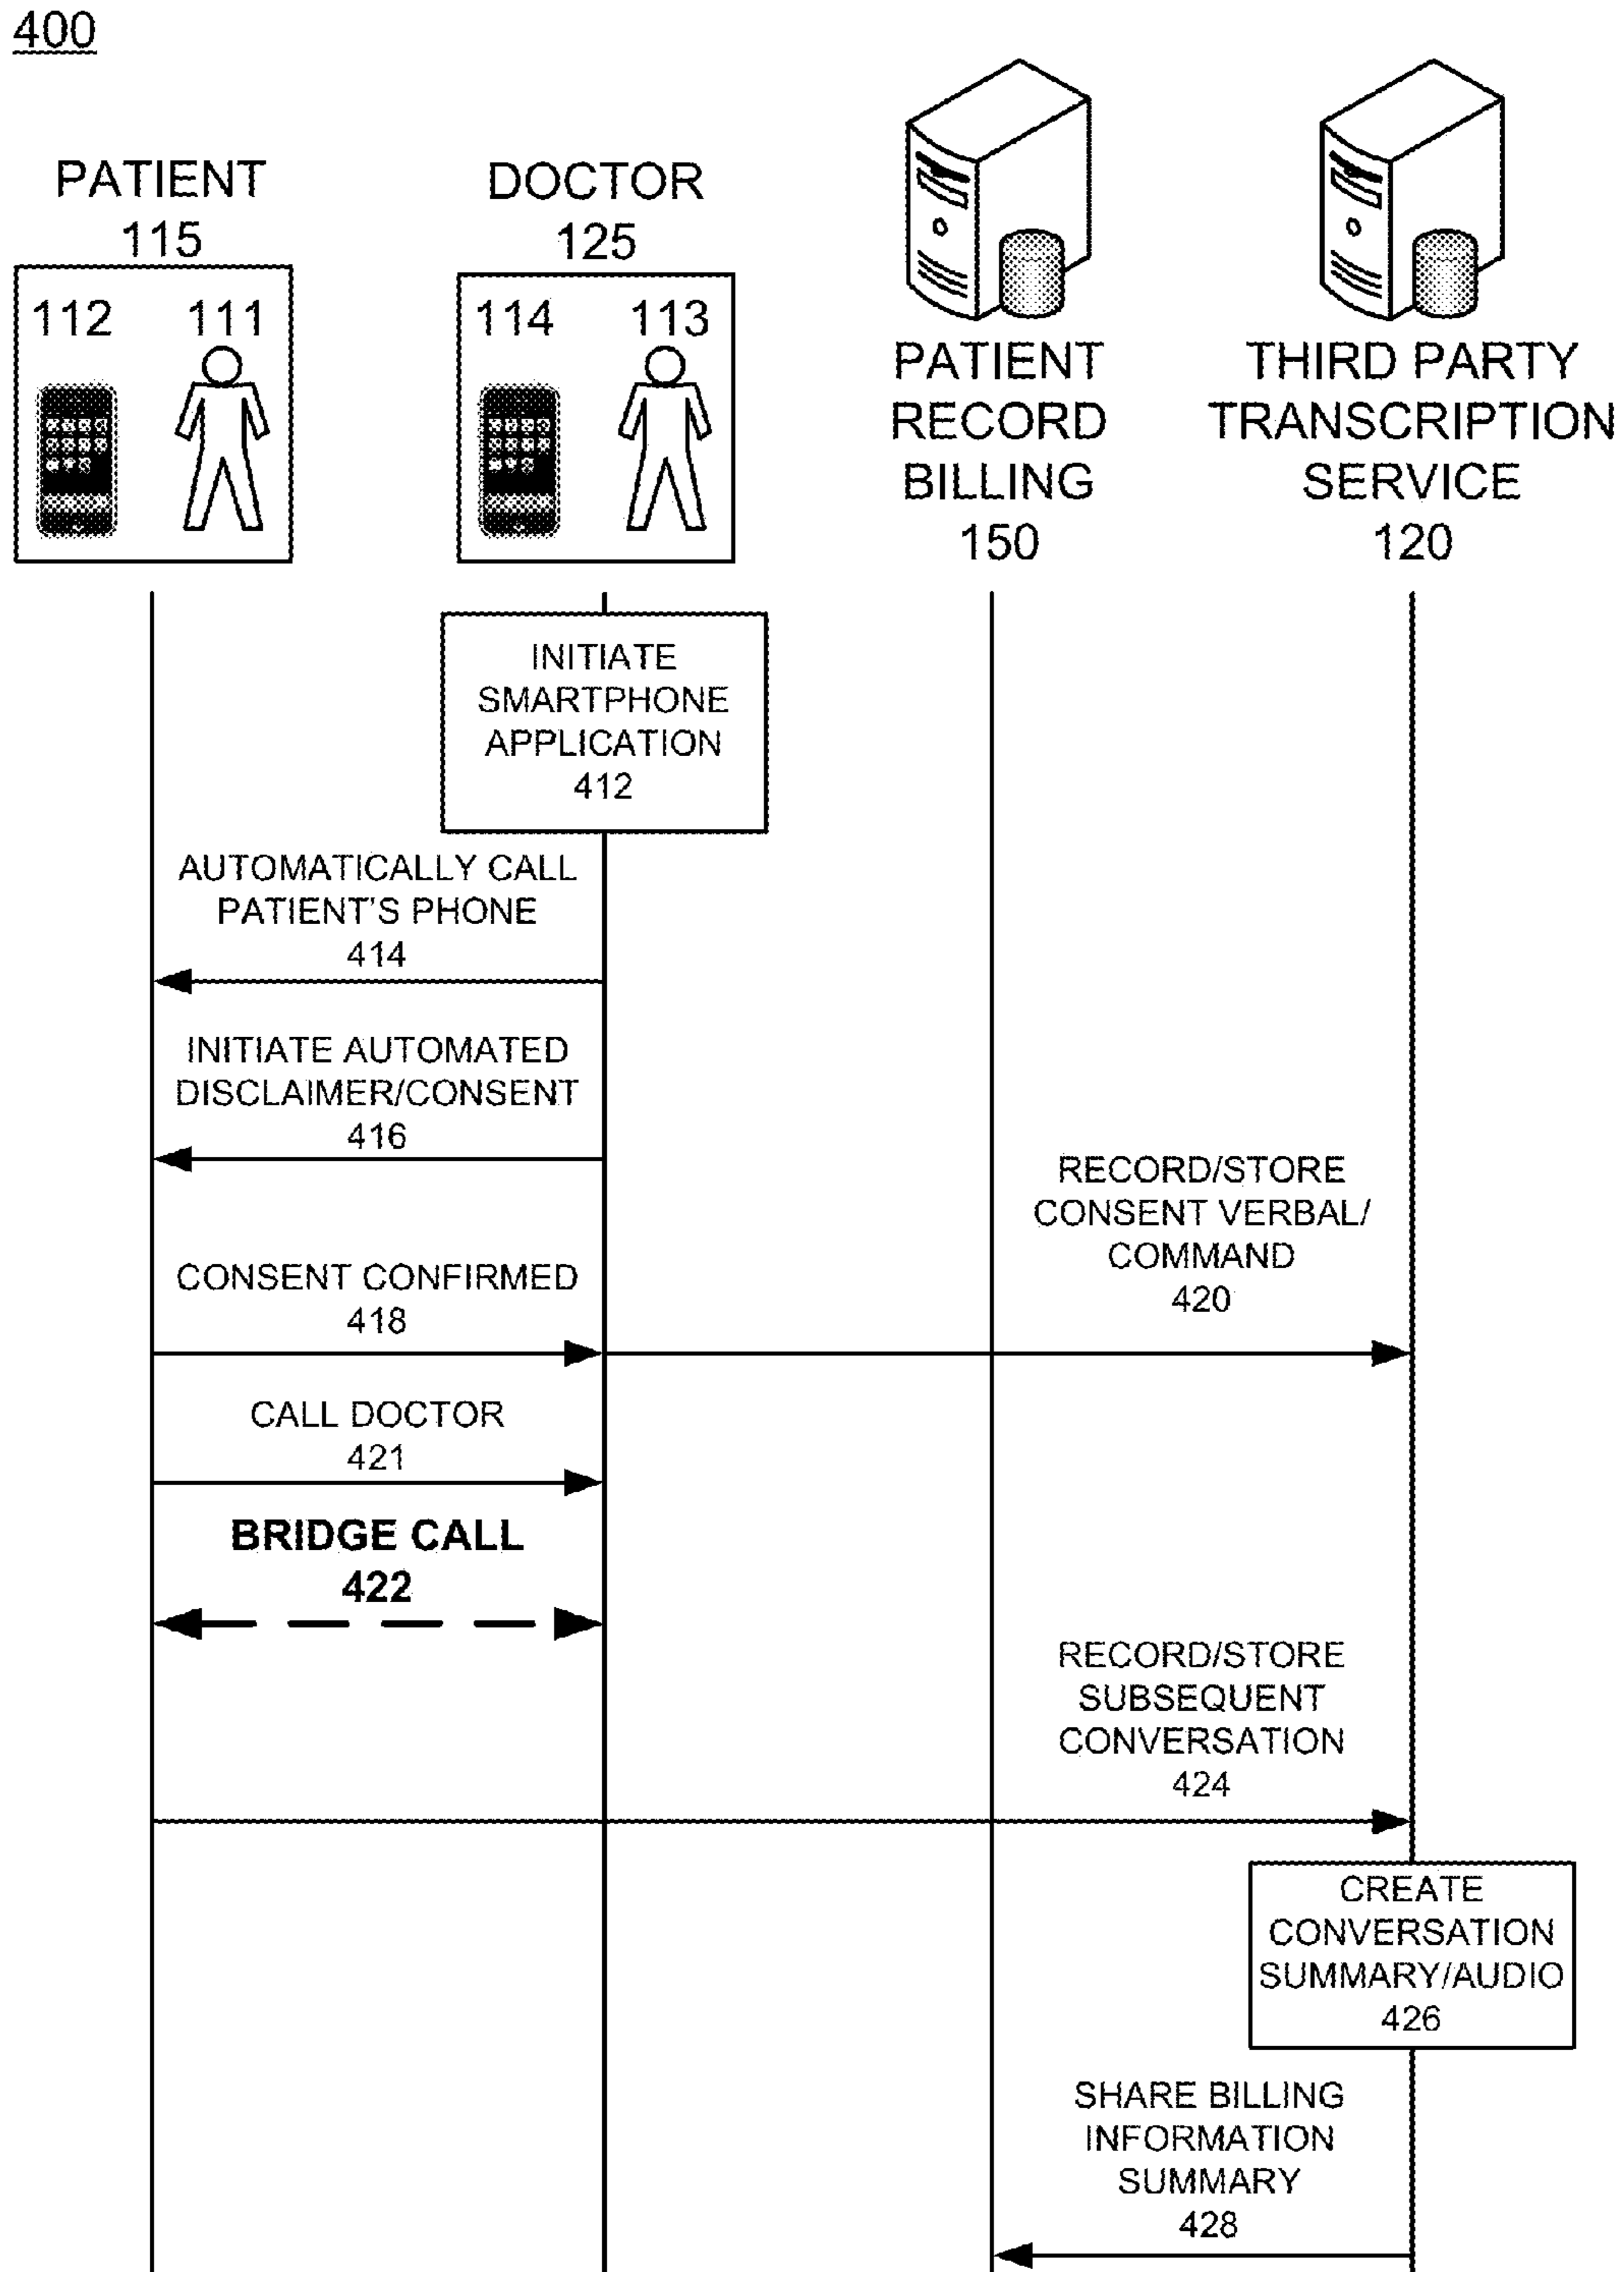 400
PATIENT
115
112 111
DOCTOR
125
114 113
PATIENT
RECORD
BILLING
150
THIRD PARTY
TRANSCRIPTION
SERVICE
120
INITIATE
SMARTPHONE
APPLICATION
412
AUTOMATICALLY CALL
PATIENT'S PHONE
414
INITIATE AUTOMATED
DISCLAIMER/CONSENT
416
CONSENT CONFIRMED
418
RECORD/STORE
CONSENT VERBAL/
COMMAND
420
CALL DOCTOR
421
BRIDGE CALL
422
RECORD/STORE
SUBSEQUENT
CONVERSATION
424
CREATE
CONVERSATION
SUMMARY/AUDIO
426
SHARE BILLING
INFORMATION
SUMMARY
428